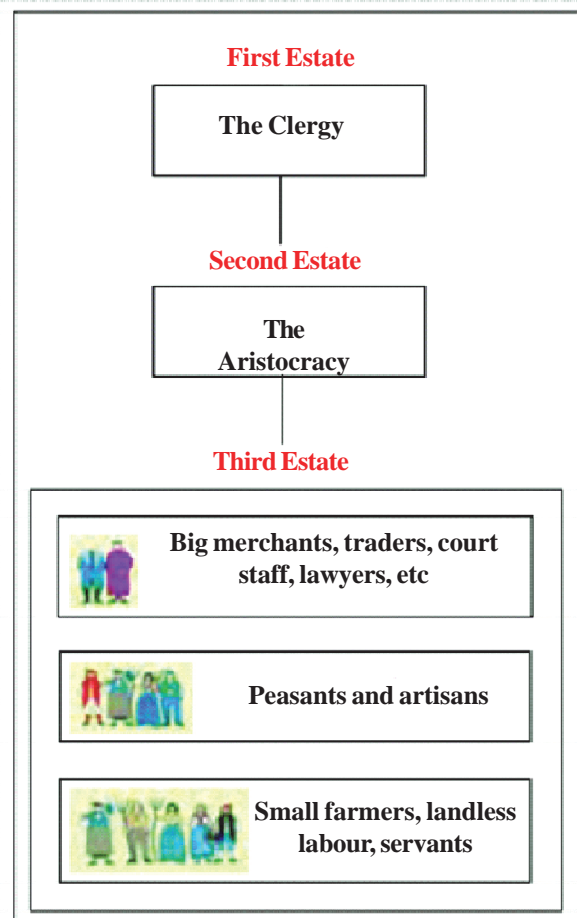 First Estate
The Clergy
Second Estate
The
Aristocracy
Third Estate
Big merchants, traders, court
staff, lawyers, etc
Peasants and artisans
Small farmers, landless
labour, servants